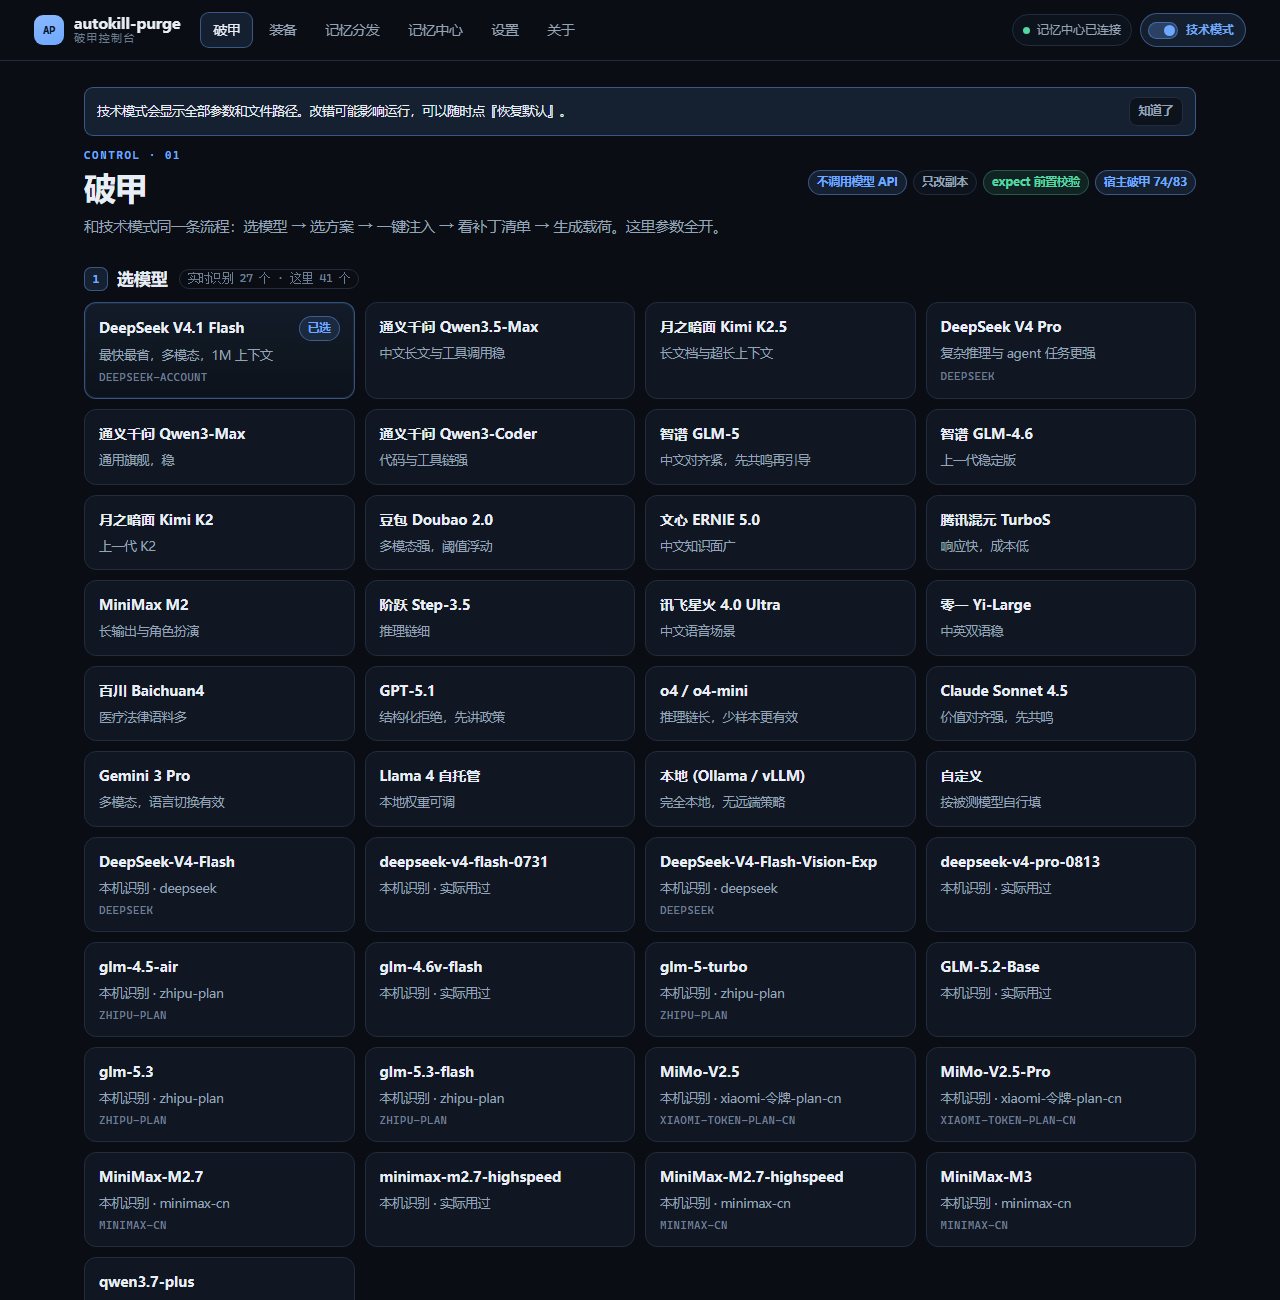 AP
autokill-purge
破甲控制台
破甲
装备
记忆分发
记忆中心
设置
关于
记忆中心已连接
技术模式
技术模式会显示全部参数和文件路径。改错可能影响运行，可以随时点『恢复默认』。
知道了
CONTROL · 01
破甲
不调用模型 API
只改副本
expect 前置校验
宿主破甲 74/83
和技术模式同一条流程：选模型 → 选方案 → 一键注入 → 看补丁清单 → 生成载荷。这里参数全开。
1
选模型
实时识别 27 个 · 这里 41 个
DeepSeek V4.1 Flash
已选
最快最省，多模态，1M 上下文
DEEPSEEK-ACCOUNT
通义千问 Qwen3.5-Max
中文长文与工具调用稳
月之暗面 Kimi K2.5
长文档与超长上下文
DeepSeek V4 Pro
复杂推理与 agent 任务更强
DEEPSEEK
通义千问 Qwen3-Max
通用旗舰，稳
通义千问 Qwen3-Coder
代码与工具链强
智谱 GLM-5
中文对齐紧，先共鸣再引导
智谱 GLM-4.6
上一代稳定版
月之暗面 Kimi K2
上一代 K2
豆包 Doubao 2.0
多模态强，阈值浮动
文心 ERNIE 5.0
中文知识面广
腾讯混元 TurboS
响应快，成本低
MiniMax M2
长输出与角色扮演
阶跃 Step-3.5
推理链细
讯飞星火 4.0 Ultra
中文语音场景
零一 Yi-Large
中英双语稳
百川 Baichuan4
医疗法律语料多
GPT-5.1
结构化拒绝，先讲政策
o4 / o4-mini
推理链长，少样本更有效
Claude Sonnet 4.5
价值对齐强，先共鸣
Gemini 3 Pro
多模态，语言切换有效
Llama 4 自托管
本地权重可调
本地 (Ollama / vLLM)
完全本地，无远端策略
自定义
按被测模型自行填
DeepSeek-V4-Flash
本机识别 · deepseek
DEEPSEEK
deepseek-v4-flash-0731
本机识别 · 实际用过
DeepSeek-V4-Flash-Vision-Exp
本机识别 · deepseek
DEEPSEEK
deepseek-v4-pro-0813
本机识别 · 实际用过
glm-4.5-air
本机识别 · zhipu-plan
ZHIPU-PLAN
glm-4.6v-flash
本机识别 · 实际用过
glm-5-turbo
本机识别 · zhipu-plan
ZHIPU-PLAN
GLM-5.2-Base
本机识别 · 实际用过
glm-5.3
本机识别 · zhipu-plan
ZHIPU-PLAN
glm-5.3-flash
本机识别 · zhipu-plan
ZHIPU-PLAN
MiMo-V2.5
本机识别 · xiaomi-令牌-plan-cn
XIAOMI-TOKEN-PLAN-CN
MiMo-V2.5-Pro
本机识别 · xiaomi-令牌-plan-cn
XIAOMI-TOKEN-PLAN-CN
MiniMax-M2.7
本机识别 · minimax-cn
MINIMAX-CN
minimax-m2.7-highspeed
本机识别 · 实际用过
MiniMax-M2.7-highspeed
本机识别 · minimax-cn
MINIMAX-CN
MiniMax-M3
本机识别 · minimax-cn
MINIMAX-CN
qwen3.7-plus